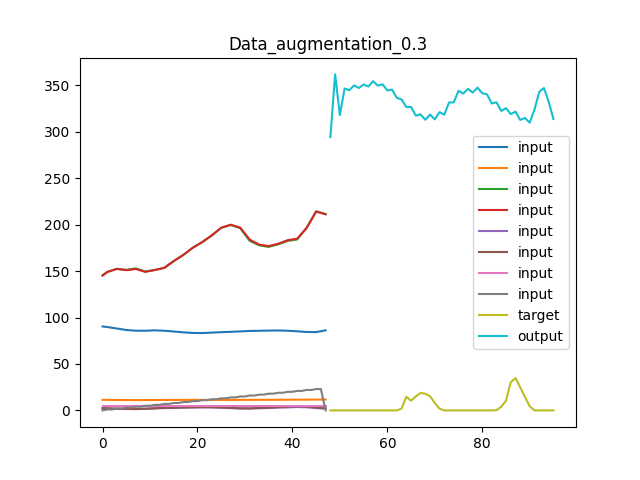 Data_augmentation_0.3
350
300
250
200
150
100
50
0
0
20
40
60
80
input
input
input
input
input
input
input
input
target
output